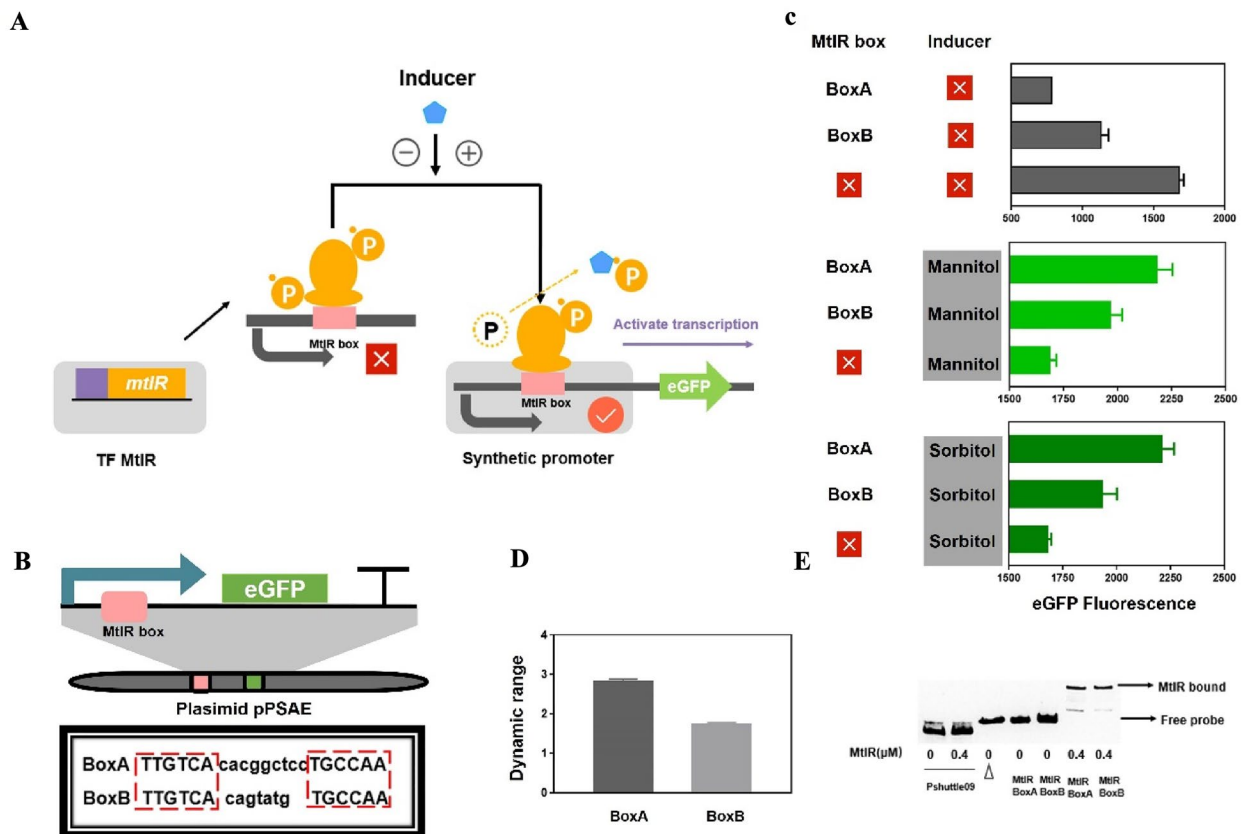 A
Inducer
P
P
MtlR box
mtlR
TF MtlR
P
P
P
MtlR box
Activate transcription
eGFP
Synthetic promoter
c
MtlR box
Inducer
BoxA
BoxB
500
1000
1500
2000
BoxA
Mannitol
BoxB
Mannitol
Mannitol
1500
1750
2000
2250
2500
BoxA
Sorbitol
BoxB
Sorbitol
Sorbitol
1500
1750
2000
2250
2500
eGFP Fluorescence
B
eGFP
MtlR box
Plasimid pPSAE
BoxA TTGTCA cacggctcc TGCCAA
BoxB TTGTCA cagtatg TGCCAA
D
Dynamic range
4
3
2
1
0
BoxA
BoxB
E
MtlR bound
Free probe
MtlR(μM) 0 0.4 0 0 0 0.4 0.4
Pshuttle09
Δ
MtlR BoxA
MtlR BoxB
MtlR BoxA
MtlR BoxB